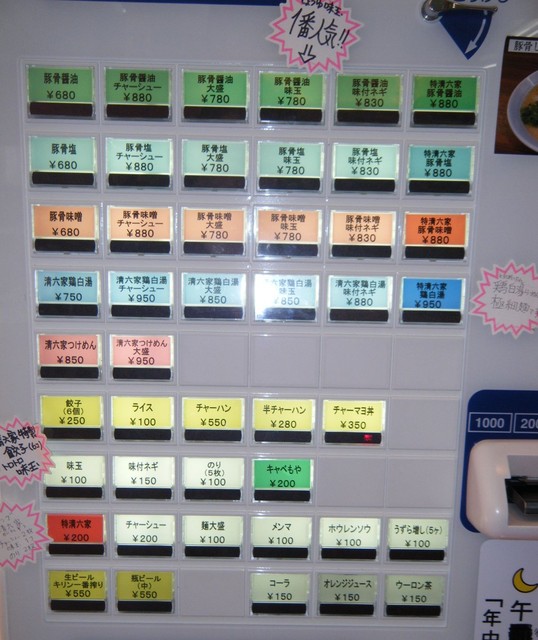 1番人気!!
豚骨醤油
￥680
豚骨醤油
チャーシュー
￥880
豚骨醤油
大盛
￥780
豚骨醤油
味玉
￥780
豚骨醤油
味付ネギ
￥830
特清六家
豚骨醤油
￥880
豚骨塩
￥680
豚骨塩
チャーシュー
￥880
豚骨塩
大盛
￥780
豚骨塩
味玉
￥780
豚骨塩
味付ネギ
￥830
特清六家
豚骨塩
￥880
豚骨味噌
￥680
豚骨味噌
チャーシュー
￥880
豚骨味噌
大盛
￥780
豚骨味噌
味玉
￥780
豚骨味噌
味付ネギ
￥830
特清六家
豚骨味噌
￥880
清六家鶏白湯
￥750
清六家鶏白湯
チャーシュー
￥950
清六家鶏白湯
大盛
￥850
清六家鶏白湯
味玉
￥850
清六家鶏白湯
味付ネギ
￥880
特清六家
鶏白湯
￥950
清六家つけめん
￥850
清六家つけめん
大盛
￥950
餃子
(6個)
￥250
ライス
￥100
チャーハン
￥550
半チャーハン
￥280
チャーマヨ丼
￥350
味玉
￥100
味付ネギ
￥150
のり
(5枚)
￥100
キャベもや
￥200
特清六家
￥200
チャーシュー
￥200
麺大盛
￥100
メンマ
￥100
ホウレンソウ
￥100
うずら増し(5ヶ)
￥100
生ビール
キリン一番搾り
￥550
瓶ビール
(中)
￥550
コーラ
￥150
オレンジジュース
￥150
ウーロン茶
￥150
1000
味玉
豚骨
午
「年中